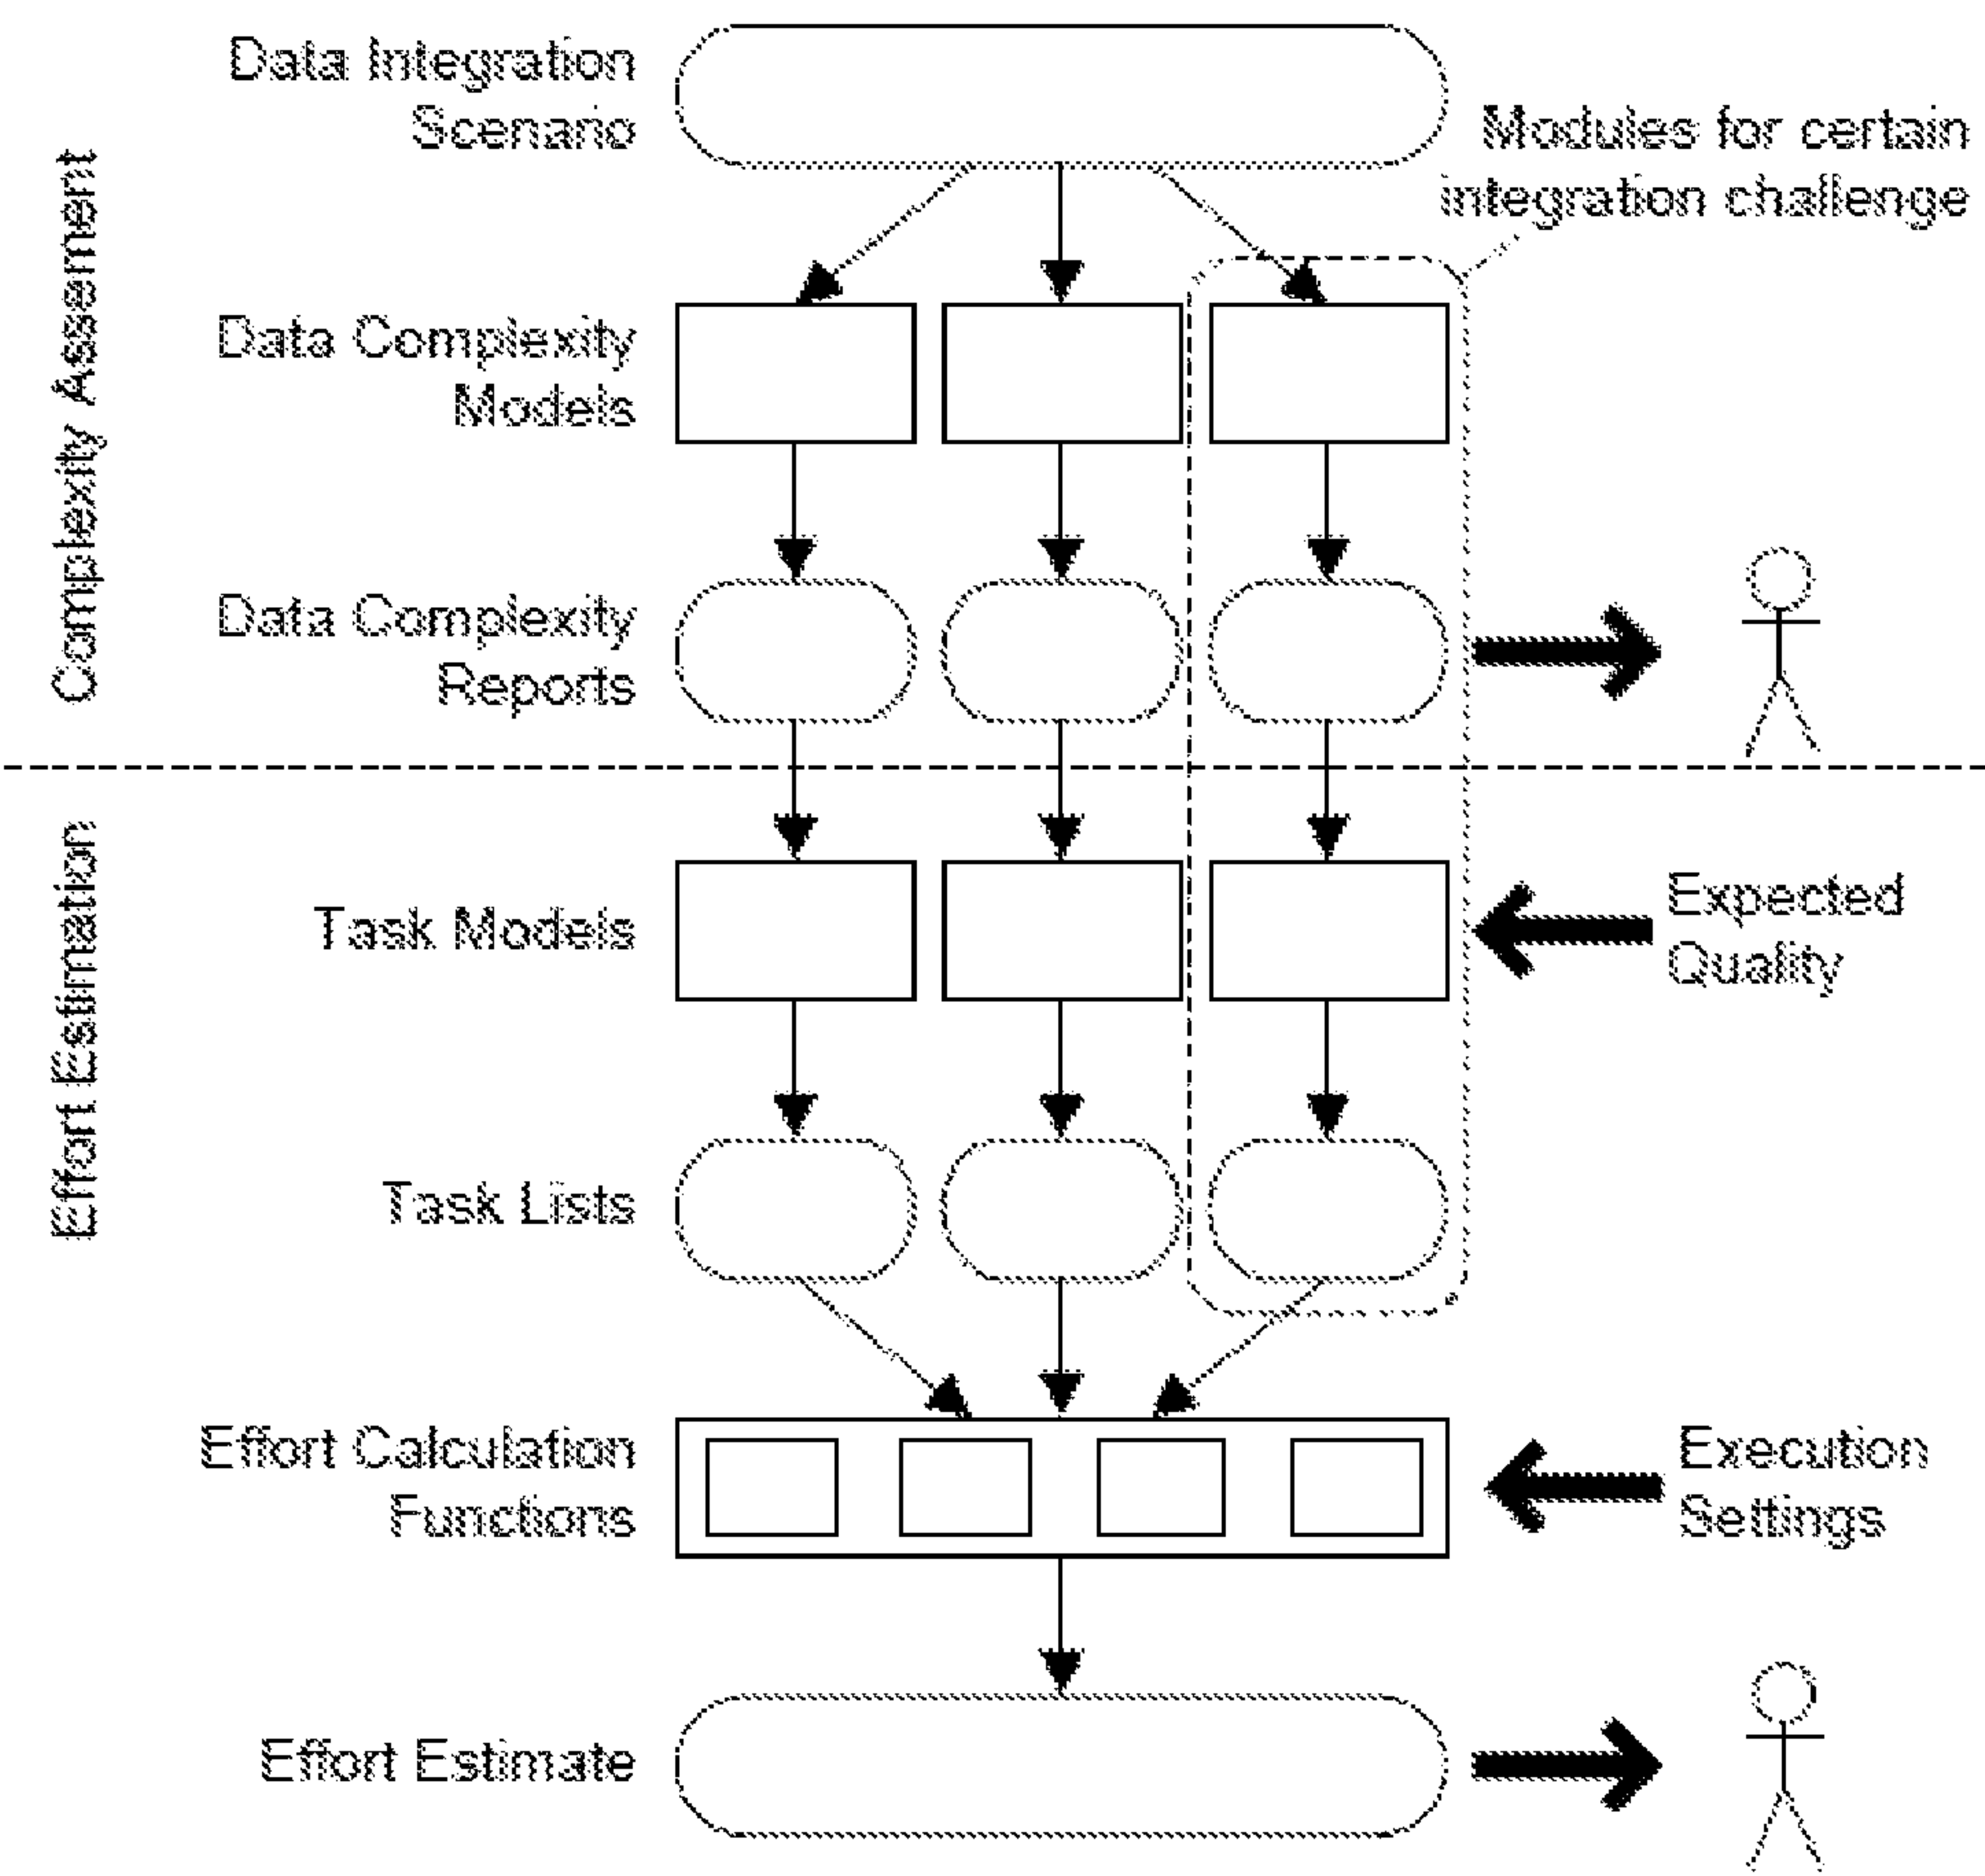 Data Integration
Scenario
Modules for certain
integration challenge
Complexity Assement
Data Complexity
Models
Data Complexity
Reports
Effort Estimation
Task Models
Expected
Quality
Task Lists
Effort Calculation
Functions
Execution
Settings
Effort Estimate